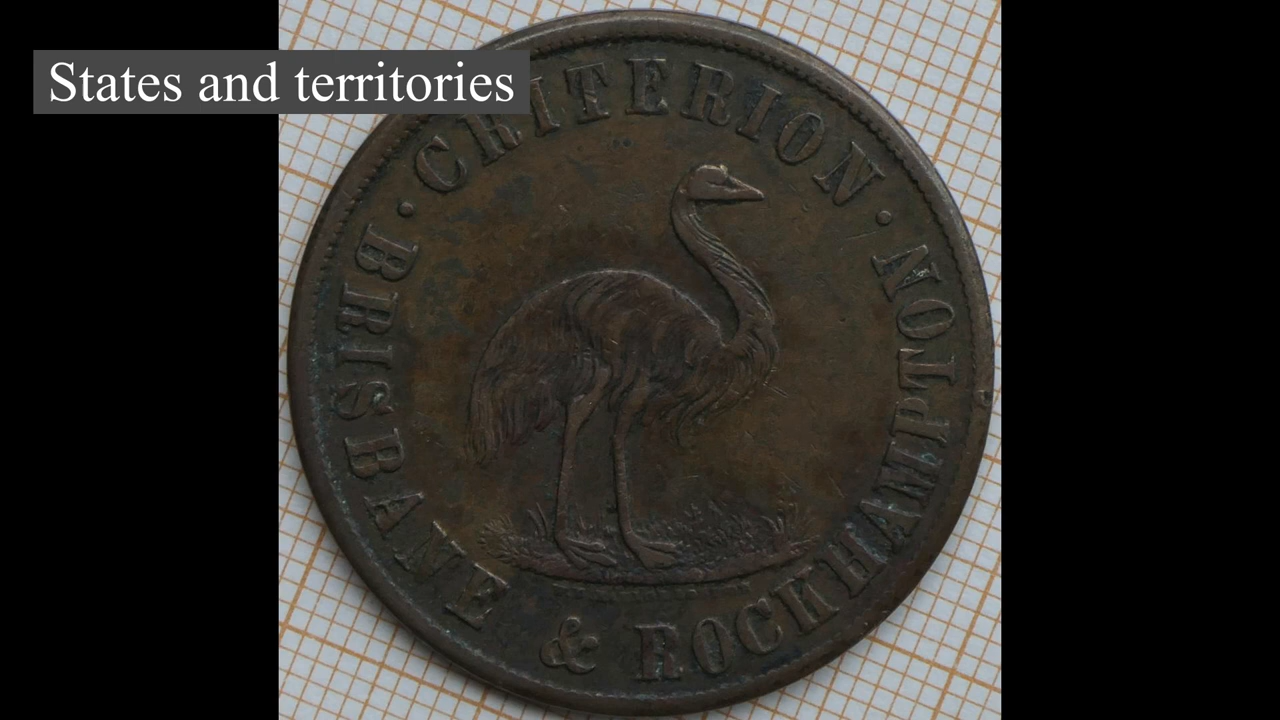 States and territories
· CRITERION ·
BRISBANE & ROCKHAMPTON